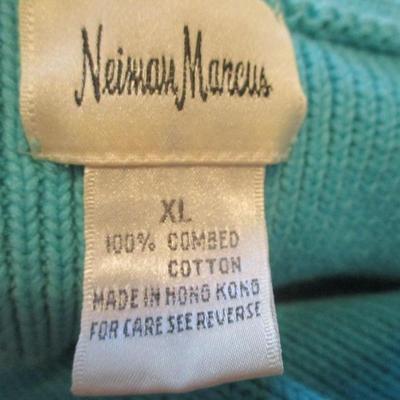 Neiman Marcus
XL
100% COMBED
COTTON
MADE IN HONG KONG
FOR CARE SEE REVERSE